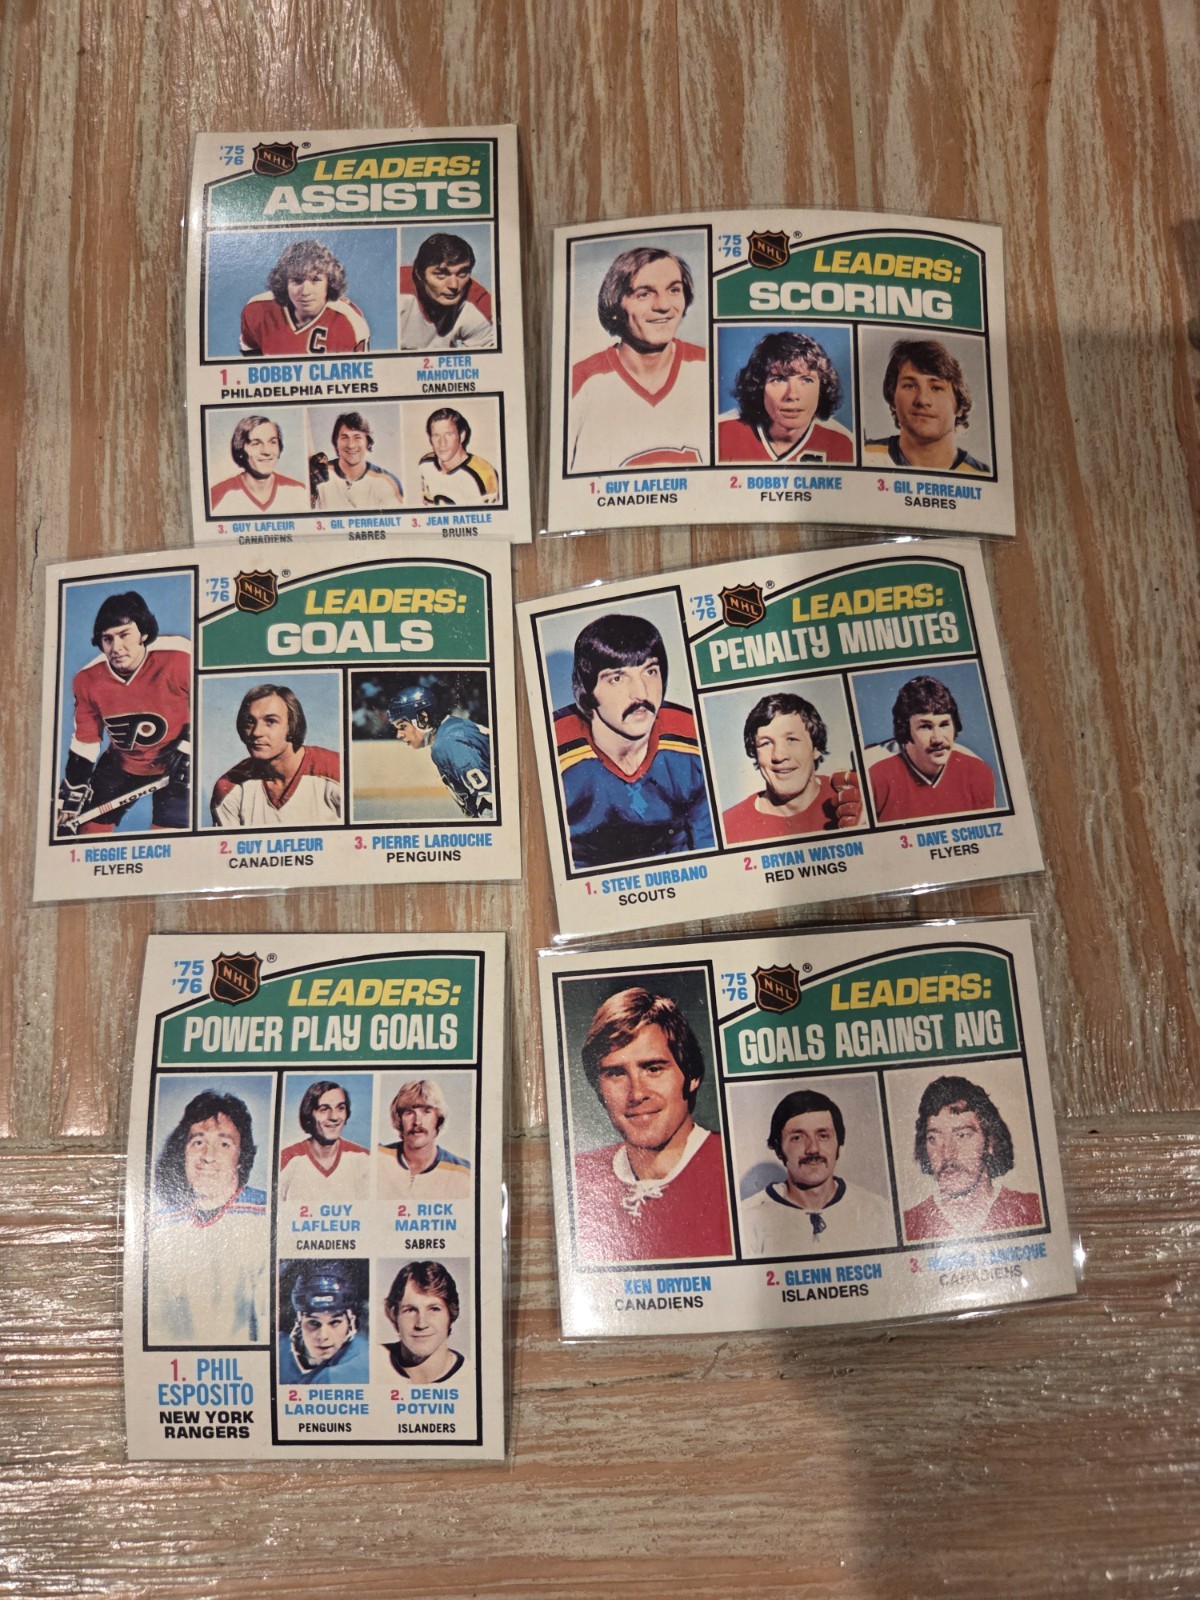 '75
'76
NHL
®
LEADERS:
ASSISTS
C
1. BOBBY CLARKE
PHILADELPHIA FLYERS
2. PETER
MAHOVLICH
CANADIENS
3. GUY LAFLEUR
CANADIENS
3. GIL PERREAULT
SABRES
3. JEAN RATELLE
BRUINS
'75
'76
NHL
®
LEADERS:
SCORING
1. GUY LAFLEUR
CANADIENS
2. BOBBY CLARKE
FLYERS
3. GIL PERREAULT
SABRES
'75
'76
NHL
®
LEADERS:
GOALS
KOHO
10
1. REGGIE LEACH
FLYERS
2. GUY LAFLEUR
CANADIENS
3. PIERRE LAROUCHE
PENGUINS
'75
'76
NHL
®
LEADERS:
PENALTY MINUTES
1. STEVE DURBANO
SCOUTS
2. BRYAN WATSON
RED WINGS
3. DAVE SCHULTZ
FLYERS
'75
'76
NHL
®
LEADERS:
POWER PLAY GOALS
1. PHIL
ESPOSITO
NEW YORK
RANGERS
2. GUY
LAFLEUR
CANADIENS
2. RICK
MARTIN
SABRES
2. PIERRE
LAROUCHE
PENGUINS
2. DENIS
POTVIN
ISLANDERS
'75
'76
NHL
®
LEADERS:
GOALS AGAINST AVG
KEN DRYDEN
CANADIENS
2. GLENN RESCH
ISLANDERS
3.
CANADIENS